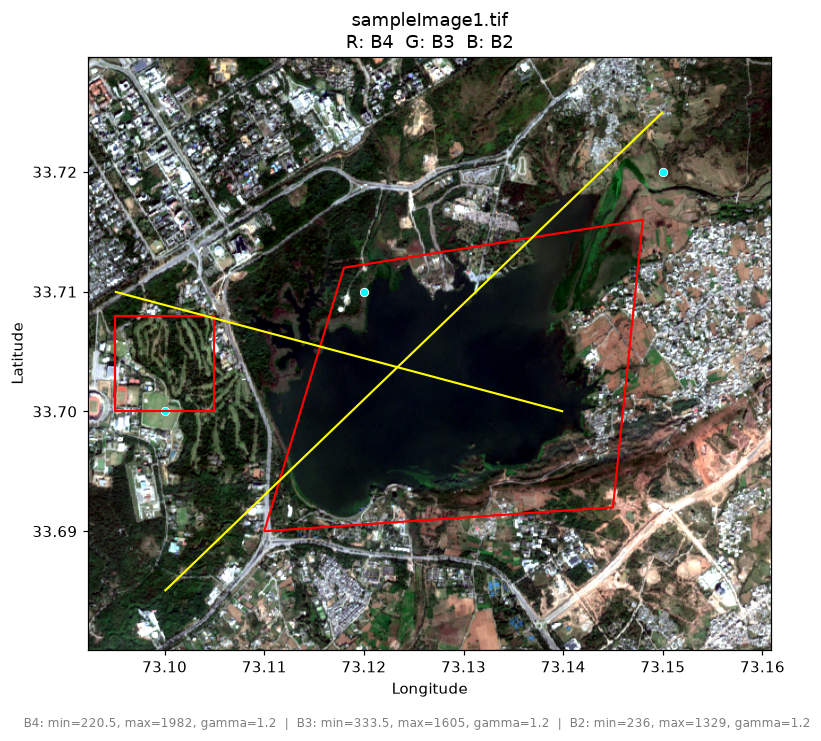 sampleImage1.tif
R: B4  G: B3  B: B2
Latitude
33.72
33.71
33.70
33.69
73.10
73.11
73.12
73.13
73.14
73.15
73.16
Longitude
B4: min=220.5, max=1982, gamma=1.2  |  B3: min=333.5, max=1605, gamma=1.2  |  B2: min=236, max=1329, gamma=1.2